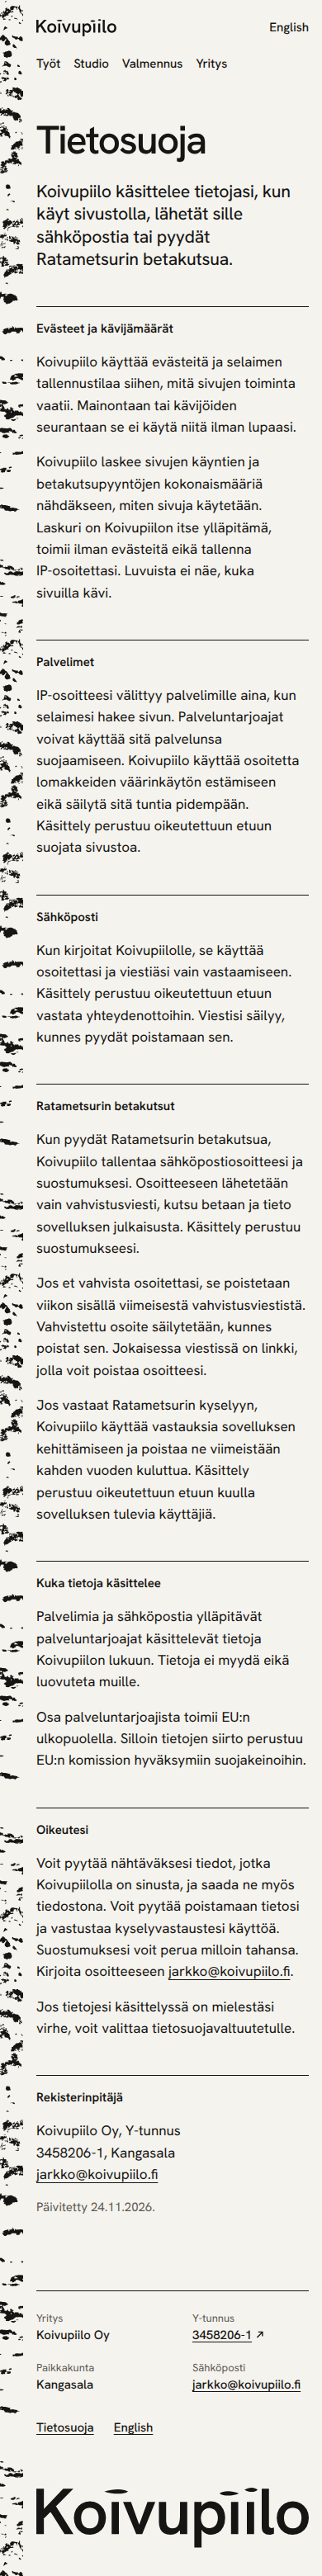 Koivupiilo
English
Työt Studio Valmennus Yritys
Tietosuoja
Koivupiilo käsittelee tietojasi, kun
käyt sivustolla, lähetät sille
sähköpostia tai pyydät
Ratametsurin betakutsua.
Evästeet ja kävijämäärät
Koivupiilo käyttää evästeitä ja selaimen
tallennustilaa siihen, mitä sivujen toiminta
vaatii. Mainontaan tai kävijöiden
seurantaan se ei käytä niitä ilman lupaasi.
Koivupiilo laskee sivujen käyntien ja
betakutsupyyntöjen kokonaismääriä
nähdäkseen, miten sivuja käytetään.
Laskuri on Koivupiilon itse ylläpitämä,
toimii ilman evästeitä eikä tallenna
IP-osoitettasi. Luvuista ei näe, kuka
sivuilla kävi.
Palvelimet
IP-osoitteesi välittyy palvelimille aina, kun
selaimesi hakee sivun. Palveluntarjoajat
voivat käyttää sitä palvelunsa
suojaamiseen. Koivupiilo käyttää osoitetta
lomakkeiden väärinkäytön estämiseen
eikä säilytä sitä tuntia pidempään.
Käsittely perustuu oikeutettuun etuun
suojata sivustoa.
Sähköposti
Kun kirjoitat Koivupiilolle, se käyttää
osoitettasi ja viestiäsi vain vastaamiseen.
Käsittely perustuu oikeutettuun etuun
vastata yhteydenottoihin. Viestisi säilyy,
kunnes pyydät poistamaan sen.
Ratametsurin betakutsut
Kun pyydät Ratametsurin betakutsua,
Koivupiilo tallentaa sähköpostiosoitteesi ja
suostumuksesi. Osoitteeseen lähetetään
vain vahvistusviesti, kutsu betaan ja tieto
sovelluksen julkaisusta. Käsittely perustuu
suostumukseesi.
Jos et vahvista osoitettasi, se poistetaan
viikon sisällä viimeisestä vahvistusviestistä.
Vahvistettu osoite säilytetään, kunnes
poistat sen. Jokaisessa viestissä on linkki,
jolla voit poistaa osoitteesi.
Jos vastaat Ratametsurin kyselyyn,
Koivupiilo käyttää vastauksia sovelluksen
kehittämiseen ja poistaa ne viimeistään
kahden vuoden kuluttua. Käsittely
perustuu oikeutettuun etuun kuulla
sovelluksen tulevia käyttäjiä.
Kuka tietoja käsittelee
Palvelimia ja sähköpostia ylläpitävät
palveluntarjoajat käsittelevät tietoja
Koivupiilon lukuun. Tietoja ei myydä eikä
luovuteta muille.
Osa palveluntarjoajista toimii EU:n
ulkopuolella. Silloin tietojen siirto perustuu
EU:n komission hyväksymiin suojakeinoihin.
Oikeutesi
Voit pyytää nähtäväksesi tiedot, jotka
Koivupiilolla on sinusta, ja saada ne myös
tiedostona. Voit pyytää poistamaan tietosi
ja vastustaa kyselyvastaustesi käyttöä.
Suostumuksesi voit perua milloin tahansa.
Kirjoita osoitteeseen jarkko@koivupiilo.fi.
Jos tietojesi käsittelyssä on mielestäsi
virhe, voit valittaa tietosuojavaltuutetulle.
Rekisterinpitäjä
Koivupiilo Oy, Y-tunnus
3458206-1, Kangasala
jarkko@koivupiilo.fi
Päivitetty 24.11.2026.
Yritys
Koivupiilo Oy
Y-tunnus
3458206-1 ↗
Paikkakunta
Kangasala
Sähköposti
jarkko@koivupiilo.fi
Tietosuoja English
Koivupiilo